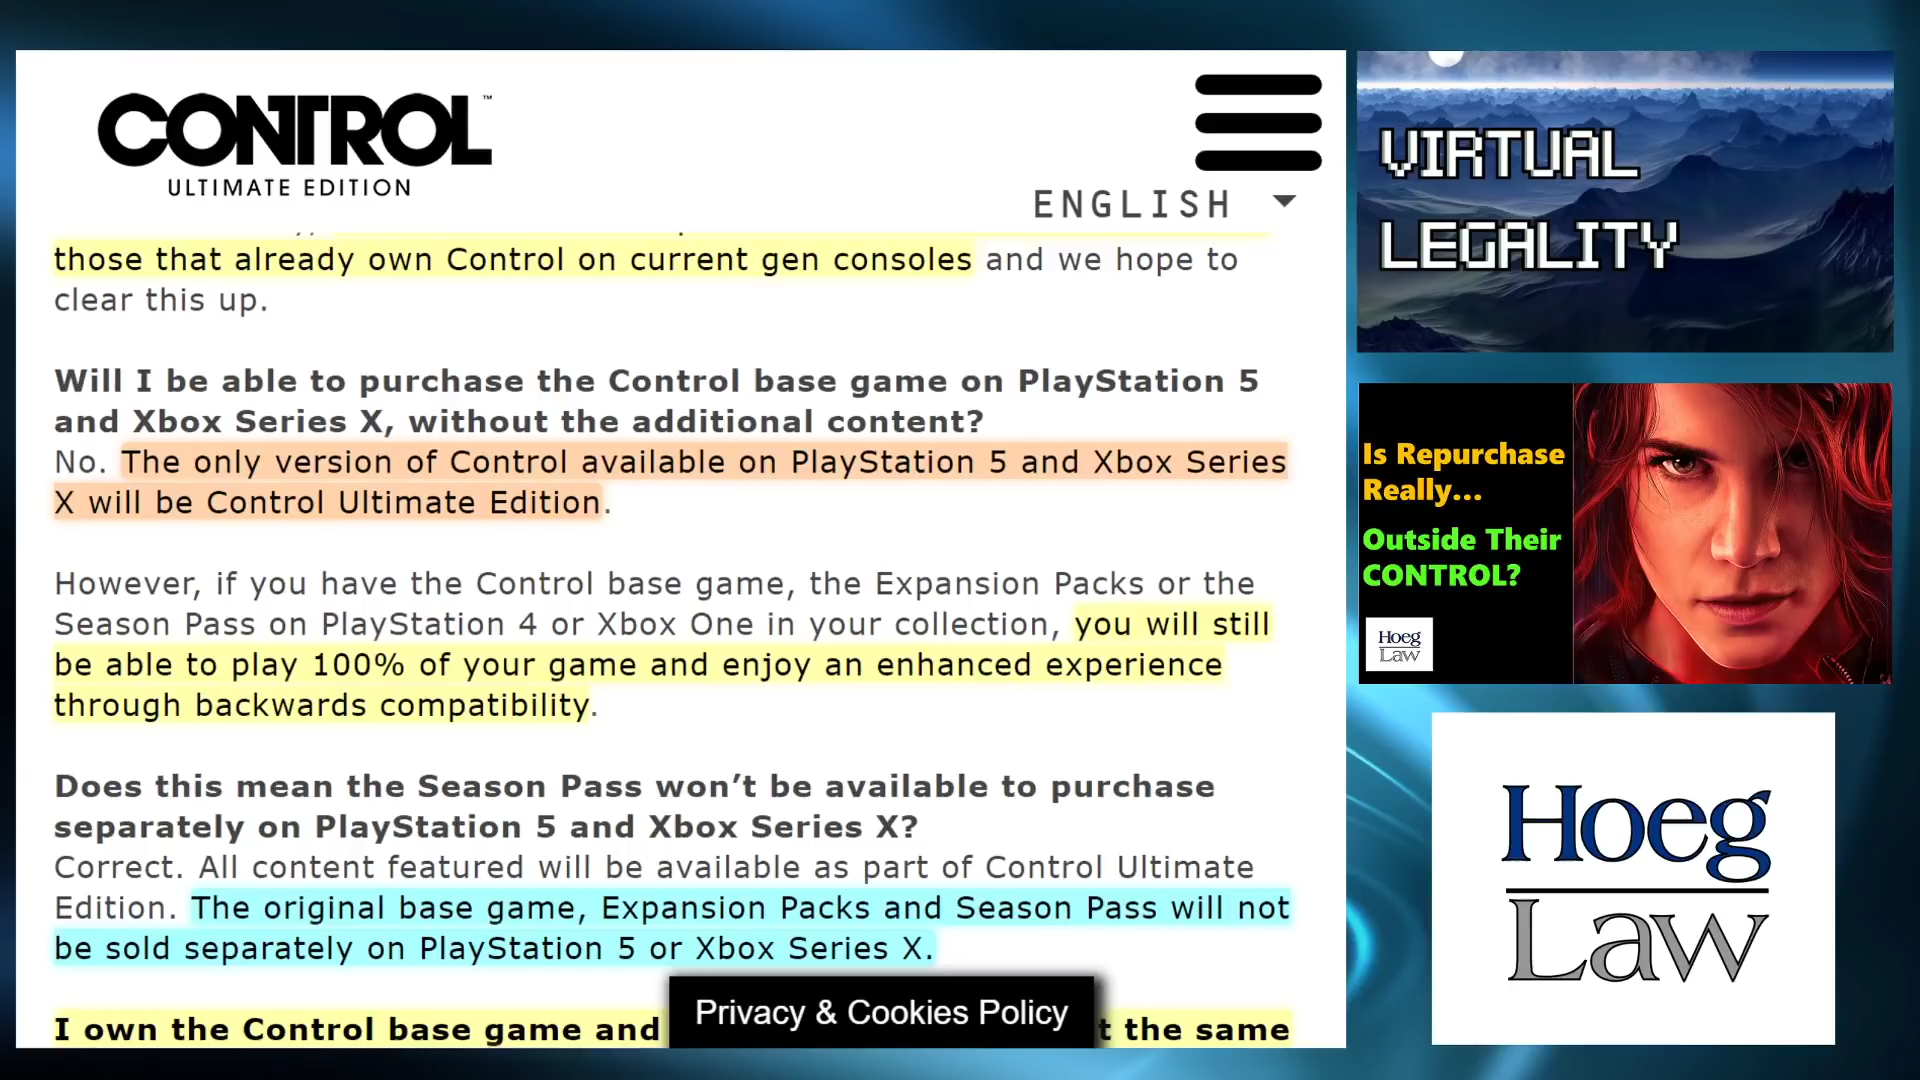 CONTROL™
ULTIMATE EDITION
ENGLISH
those that already own Control on current gen consoles and we hope to
clear this up.
Will I be able to purchase the Control base game on PlayStation 5
and Xbox Series X, without the additional content?
No. The only version of Control available on PlayStation 5 and Xbox Series
X will be Control Ultimate Edition.
However, if you have the Control base game, the Expansion Packs or the
Season Pass on PlayStation 4 or Xbox One in your collection, you will still
be able to play 100% of your game and enjoy an enhanced experience
through backwards compatibility.
Does this mean the Season Pass won’t be available to purchase
separately on PlayStation 5 and Xbox Series X?
Correct. All content featured will be available as part of Control Ultimate
Edition. The original base game, Expansion Packs and Season Pass will not
be sold separately on PlayStation 5 or Xbox Series X.
I own the Control base game and
the same
Privacy & Cookies Policy
VIRTUAL
LEGALITY
Is Repurchase
Really...
Outside Their
CONTROL?
Hoeg
Law
Hoeg
Law